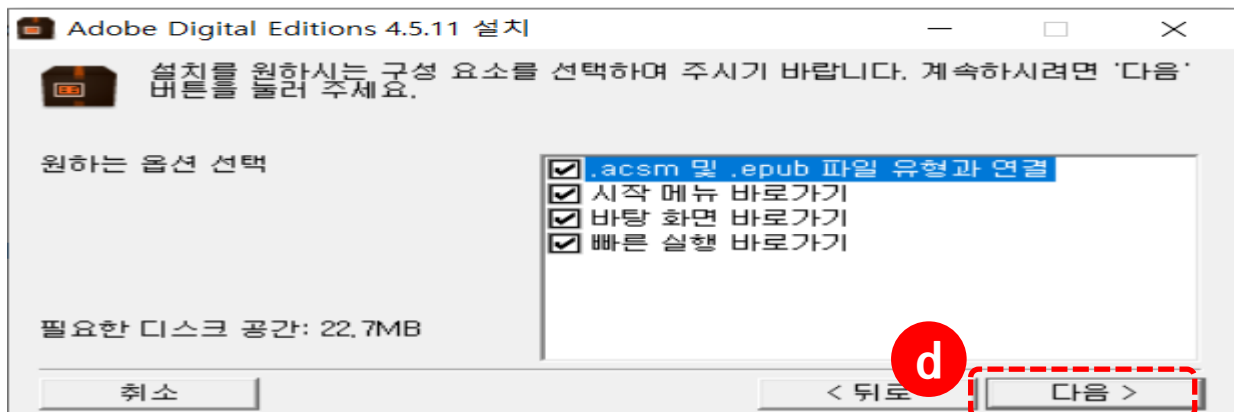 Adobe Digital Editions 4.5.11 설치
설치를 원하시는 구성 요소를 선택하여 주시기 바랍니다. 계속하시려면 '다음'
버튼을 눌러 주세요.
원하는 옵션 선택
.acsm 및 .epub 파일 유형과 연결
시작 메뉴 바로가기
바탕 화면 바로가기
빠른 실행 바로가기
필요한 디스크 공간: 22.7MB
d
취소
< 뒤로
다음 >